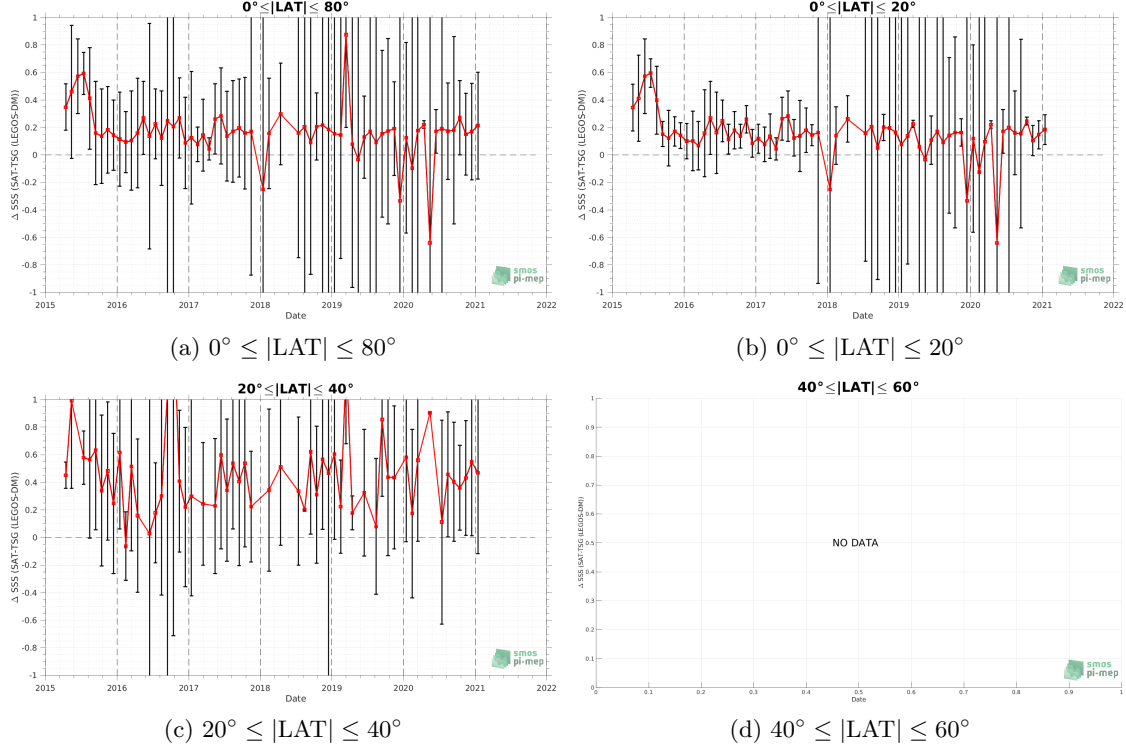 0°≤|LAT|≤ 80°
1
0.8
0.6
0.4
0.2
0
-0.2
-0.4
-0.6
-0.8
-1
Δ SSS (SAT-TSG (LEGOS-DM))
2015 2016 2017 2018 2019 2020 2021 2022
Date
smos
pi-mep
(a) 0° ≤ |LAT| ≤ 80°
0°≤|LAT|≤ 20°
1
0.8
0.6
0.4
0.2
0
-0.2
-0.4
-0.6
-0.8
-1
Δ SSS (SAT-TSG (LEGOS-DM))
2015 2016 2017 2018 2019 2020 2021 2022
Date
smos
pi-mep
(b) 0° ≤ |LAT| ≤ 20°
20°≤|LAT|≤ 40°
1
0.8
0.6
0.4
0.2
0
-0.2
-0.4
-0.6
-0.8
-1
Δ SSS (SAT-TSG (LEGOS-DM))
2015 2016 2017 2018 2019 2020 2021 2022
Date
smos
pi-mep
(c) 20° ≤ |LAT| ≤ 40°
40°≤|LAT|≤ 60°
1
0.9
0.8
0.7
0.6
0.5
0.4
0.3
0.2
0.1
0
Δ SSS (SAT-TSG (LEGOS-DM))
NO DATA
0 0.1 0.2 0.3 0.4 0.5 0.6 0.7 0.8 0.9 1
Date
smos
pi-mep
(d) 40° ≤ |LAT| ≤ 60°